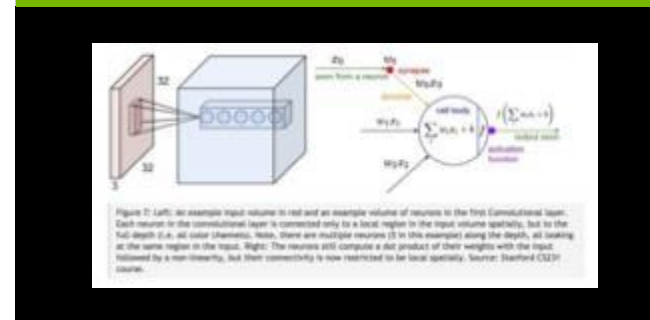 32
x₀ w₀
axon from a neuron synapse
w₀x₀
dendrite
cell body
w₁x₁ ∑ wᵢxᵢ + b f f(∑ wᵢxᵢ + b)
output axon
activation
function
w₂x₂
32
3
Figure 7: Left: An example input volume in red and an example volume of neurons in the first Convolutional layer.
Each neuron in the convolutional layer is connected only to a local region in the input volume spatially, but to the
full depth (i.e. all color channels). Note, there are multiple neurons (5 in this example) along the depth, all looking
at the same region in the input. Right: The neurons still compute a dot product of their weights with the input
followed by a non-linearity, but their connectivity is now restricted to be local spatially. Source: Stanford CS231
course.